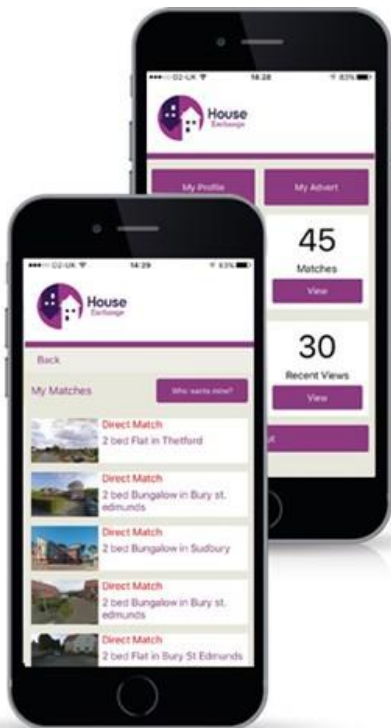 O2-UK
14:28
83%
House
Exchange
My Profile
My Advert
45
Matches
View
30
Recent Views
View
O2-UK
14:29
83%
House
Exchange
Back
My Matches
Who wants mine?
Direct Match
2 bed Flat in Thetford
Direct Match
2 bed Bungalow in Bury st.
edmunds
Direct Match
2 bed Bungalow in Sudbury
Direct Match
2 bed Bungalow in Bury st.
edmunds
Direct Match
2 bed Flat in Bury St Edmunds